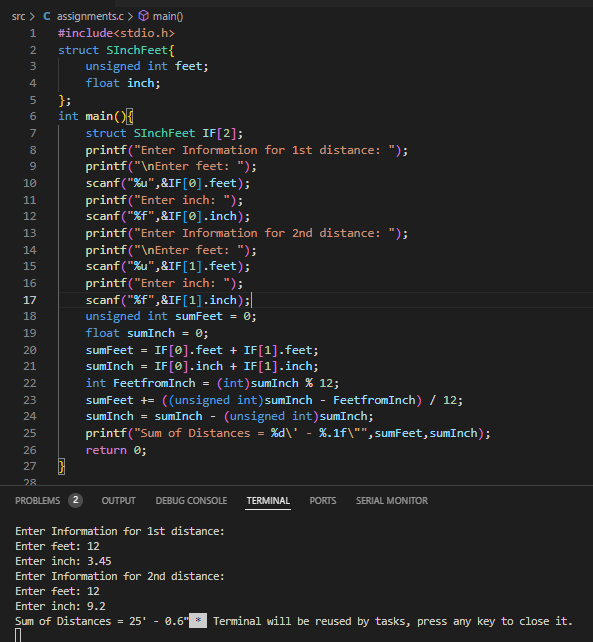 src > C assignments.c > main()
1 #include<stdio.h>
2 struct SInchFeet{
3     unsigned int feet;
4     float inch;
5 };
6 int main(){
7     struct SInchFeet IF[2];
8     printf("Enter Information for 1st distance: ");
9     printf("\nEnter feet: ");
10     scanf("%u",&IF[0].feet);
11     printf("Enter inch: ");
12     scanf("%f",&IF[0].inch);
13     printf("Enter Information for 2nd distance: ");
14     printf("\nEnter feet: ");
15     scanf("%u",&IF[1].feet);
16     printf("Enter inch: ");
17     scanf("%f",&IF[1].inch);
18     unsigned int sumFeet = 0;
19     float sumInch = 0;
20     sumFeet = IF[0].feet + IF[1].feet;
21     sumInch = IF[0].inch + IF[1].inch;
22     int FeetfromInch = (int)sumInch % 12;
23     sumFeet += ((unsigned int)sumInch - FeetfromInch) / 12;
24     sumInch = sumInch - (unsigned int)sumInch;
25     printf("Sum of Distances = %d\' - %.1f\"",sumFeet,sumInch);
26     return 0;
27 }
28
PROBLEMS 2 OUTPUT DEBUG CONSOLE TERMINAL PORTS SERIAL MONITOR
Enter Information for 1st distance:
Enter feet: 12
Enter inch: 3.45
Enter Information for 2nd distance:
Enter feet: 12
Enter inch: 9.2
Sum of Distances = 25' - 0.6" * Terminal will be reused by tasks, press any key to close it.